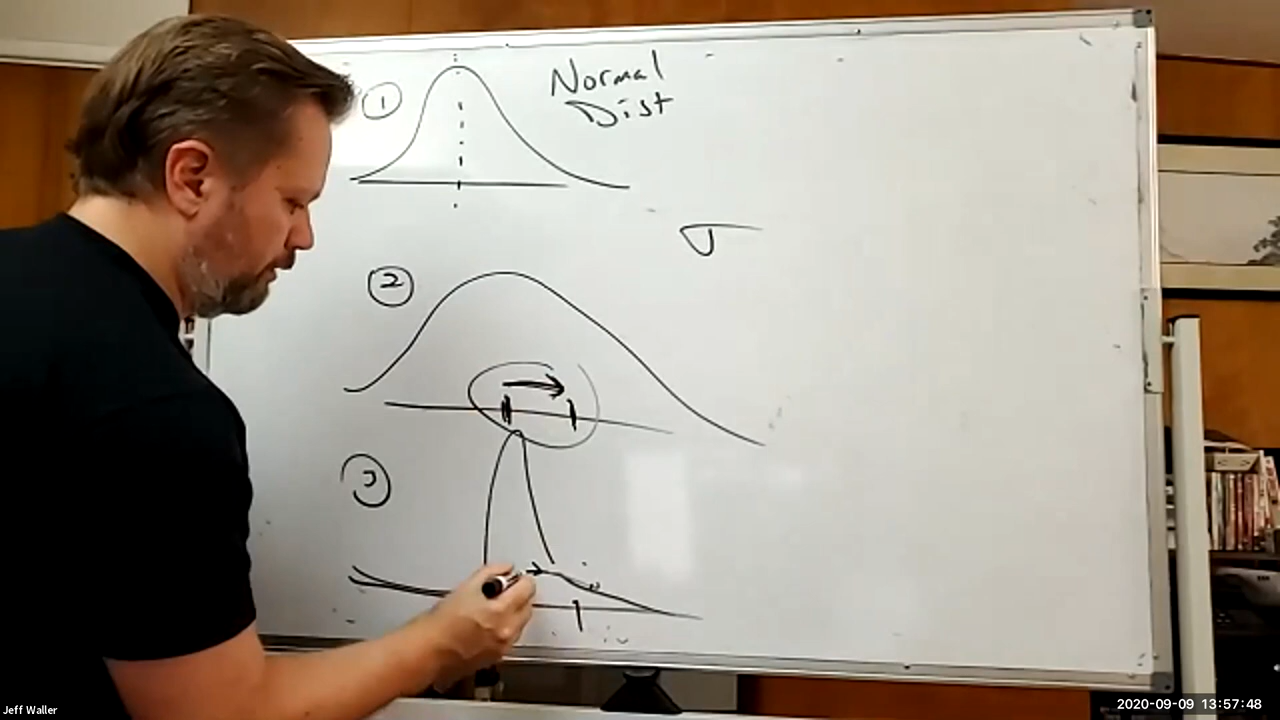 ① Normal
Dist
σ
②
③
Jeff Waller
2020-09-09 13:57:48